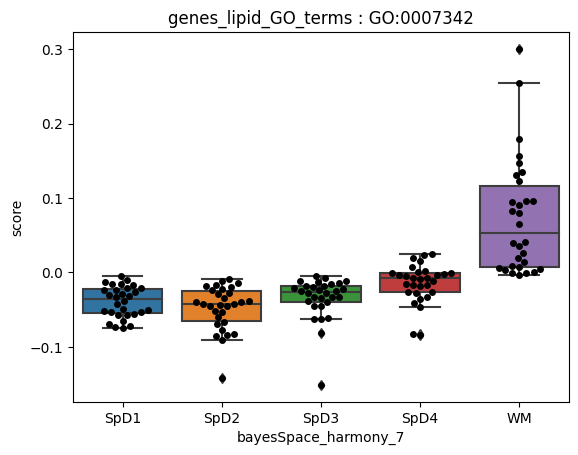 genes_lipid_GO_terms : GO:0007342
0.3
0.2
0.1
0.0
−0.1
score
SpD1 SpD2 SpD3 SpD4 WM
bayesSpace_harmony_7